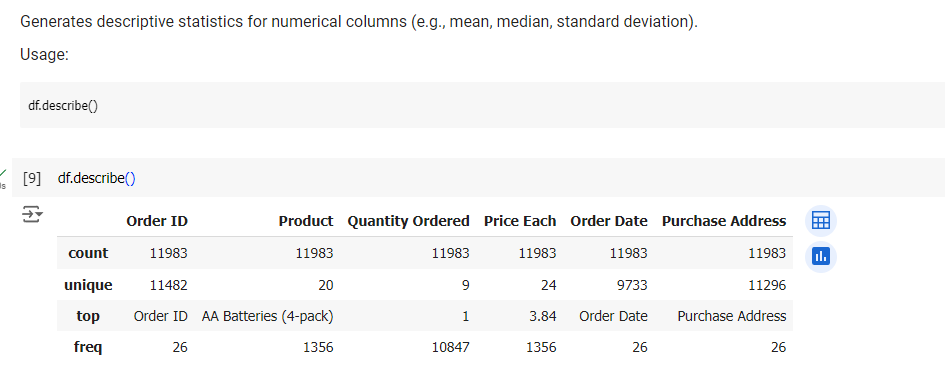 Generates descriptive statistics for numerical columns (e.g., mean, median, standard deviation).
Usage:
df.describe()
[9] df.describe()
Order ID Product Quantity Ordered Price Each Order Date Purchase Address
count 11983 11983 11983 11983 11983 11983
unique 11482 20 9 24 9733 11296
top Order ID AA Batteries (4-pack) 1 3.84 Order Date Purchase Address
freq 26 1356 10847 1356 26 26